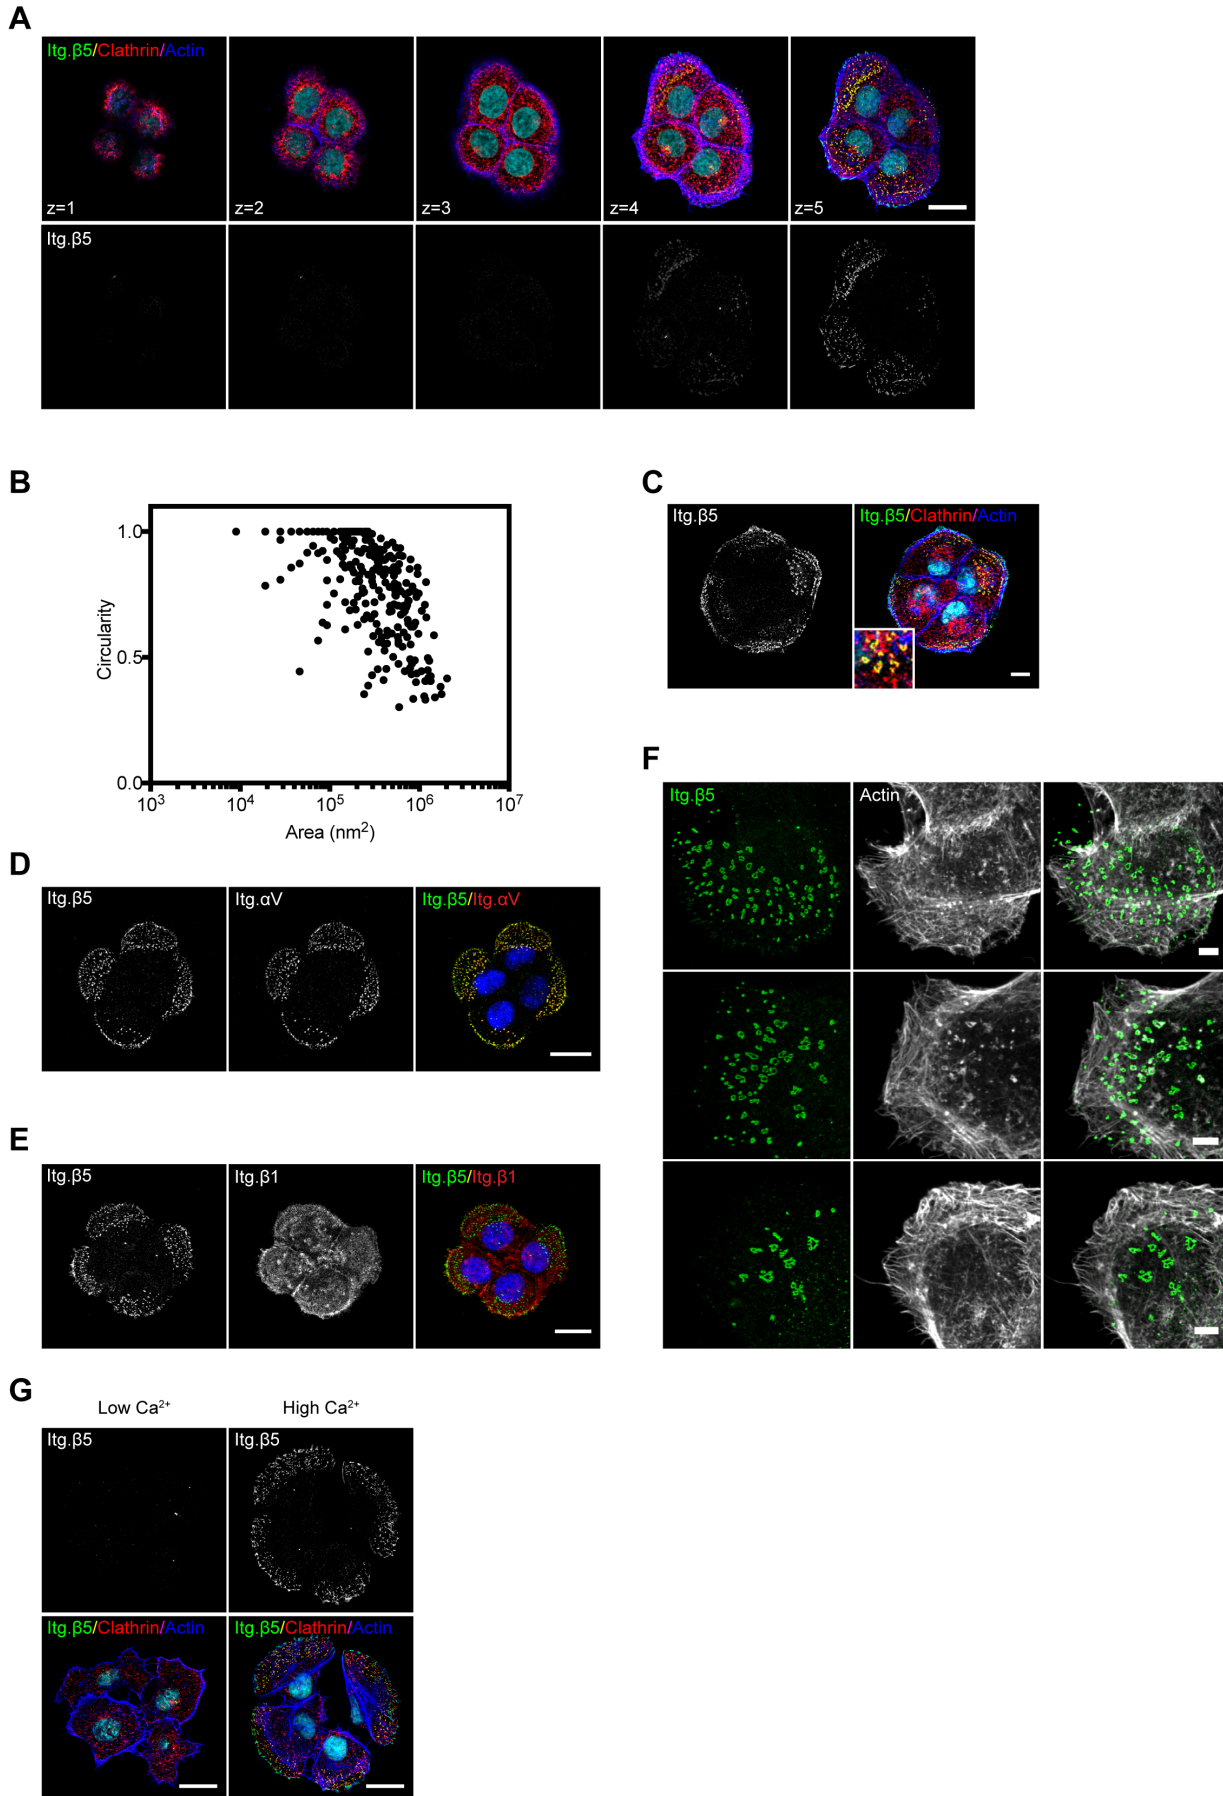 A
Itg.β5/Clathrin/Actin
z=1
z=2
z=3
z=4
z=5
Itg.β5
B
1.0
0.5
0.0
Circularity
10³
10⁴
10⁵
10⁶
10⁷
Area (nm²)
C
Itg.β5
Itg.β5/Clathrin/Actin
D
Itg.β5
Itg.αV
Itg.β5/Itg.αV
E
Itg.β5
Itg.β1
Itg.β5/Itg.β1
F
Itg.β5
Actin
G
Low Ca²⁺
High Ca²⁺
Itg.β5
Itg.β5
Itg.β5/Clathrin/Actin
Itg.β5/Clathrin/Actin